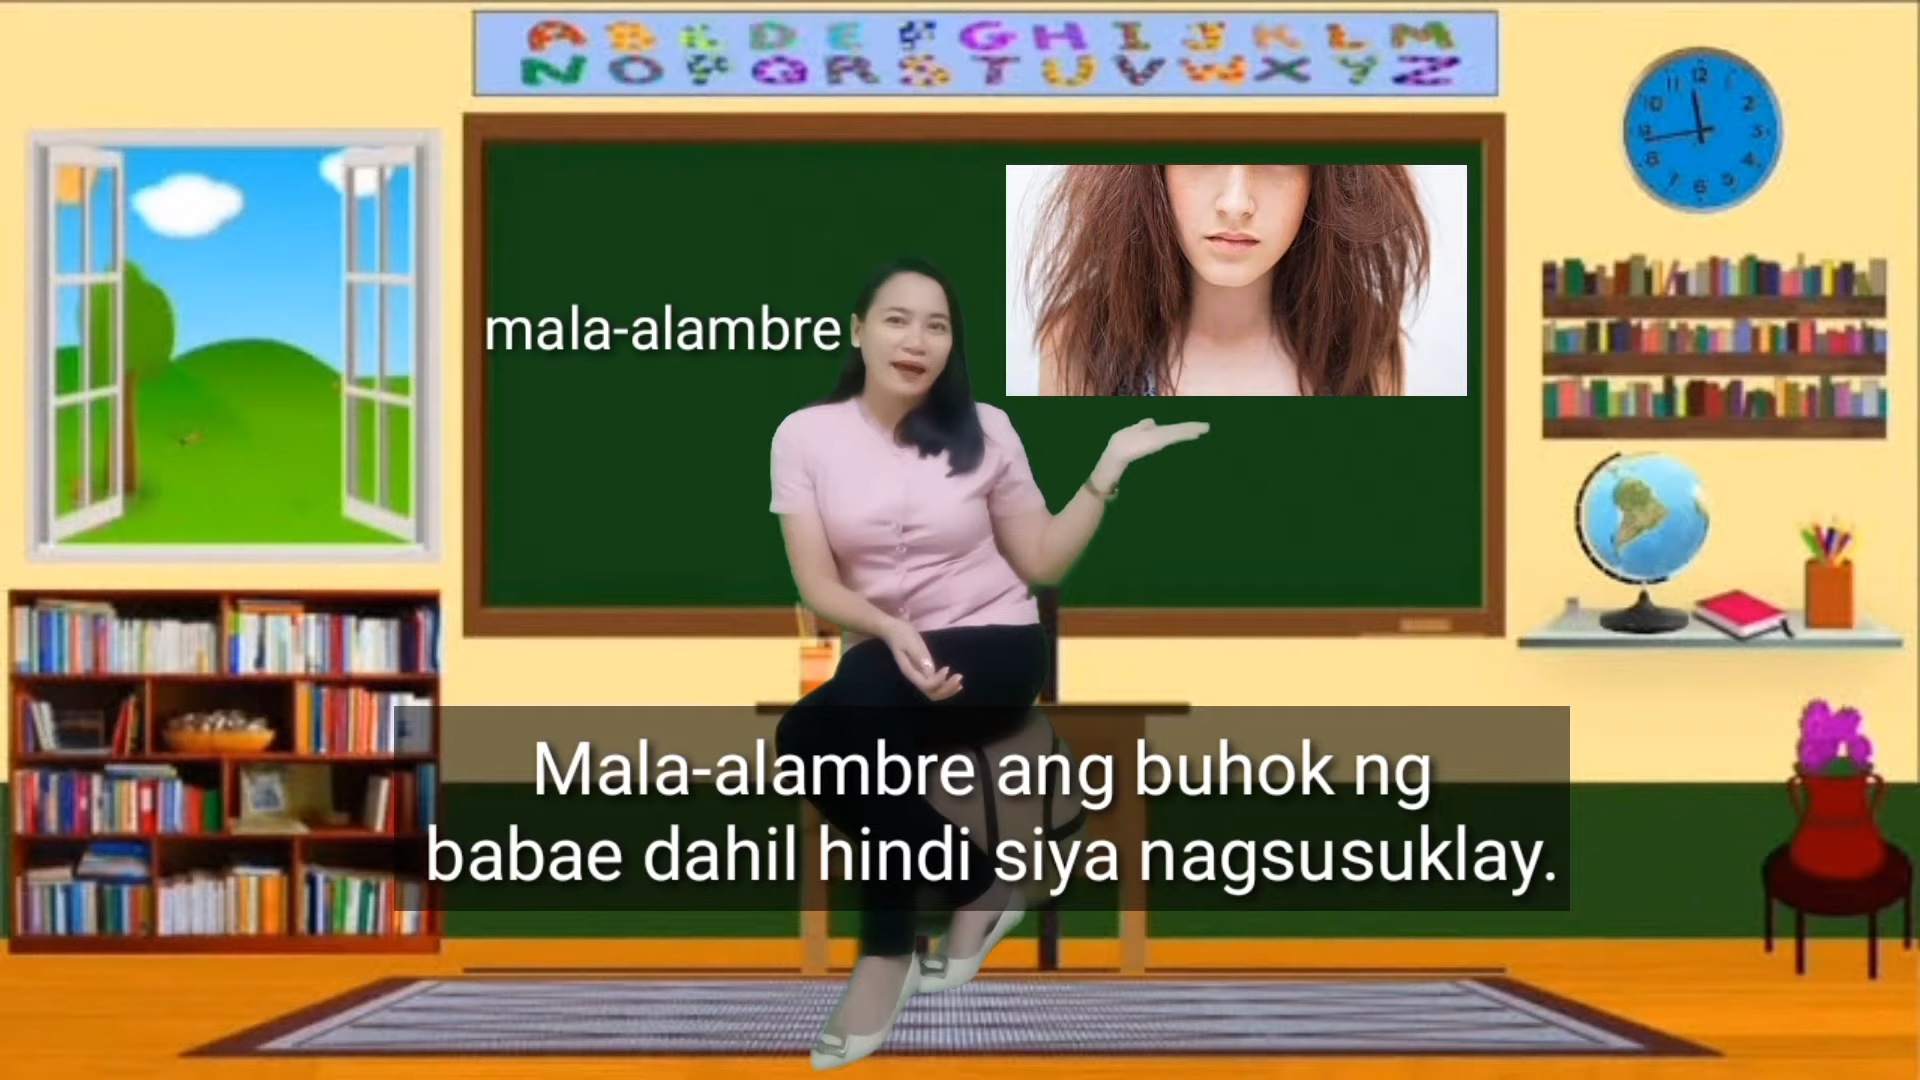 A B C D E F G H I J K L M
N O P Q R S T U V W X Y Z
mala-alambre
Mala-alambre ang buhok ng
babae dahil hindi siya nagsusuklay.